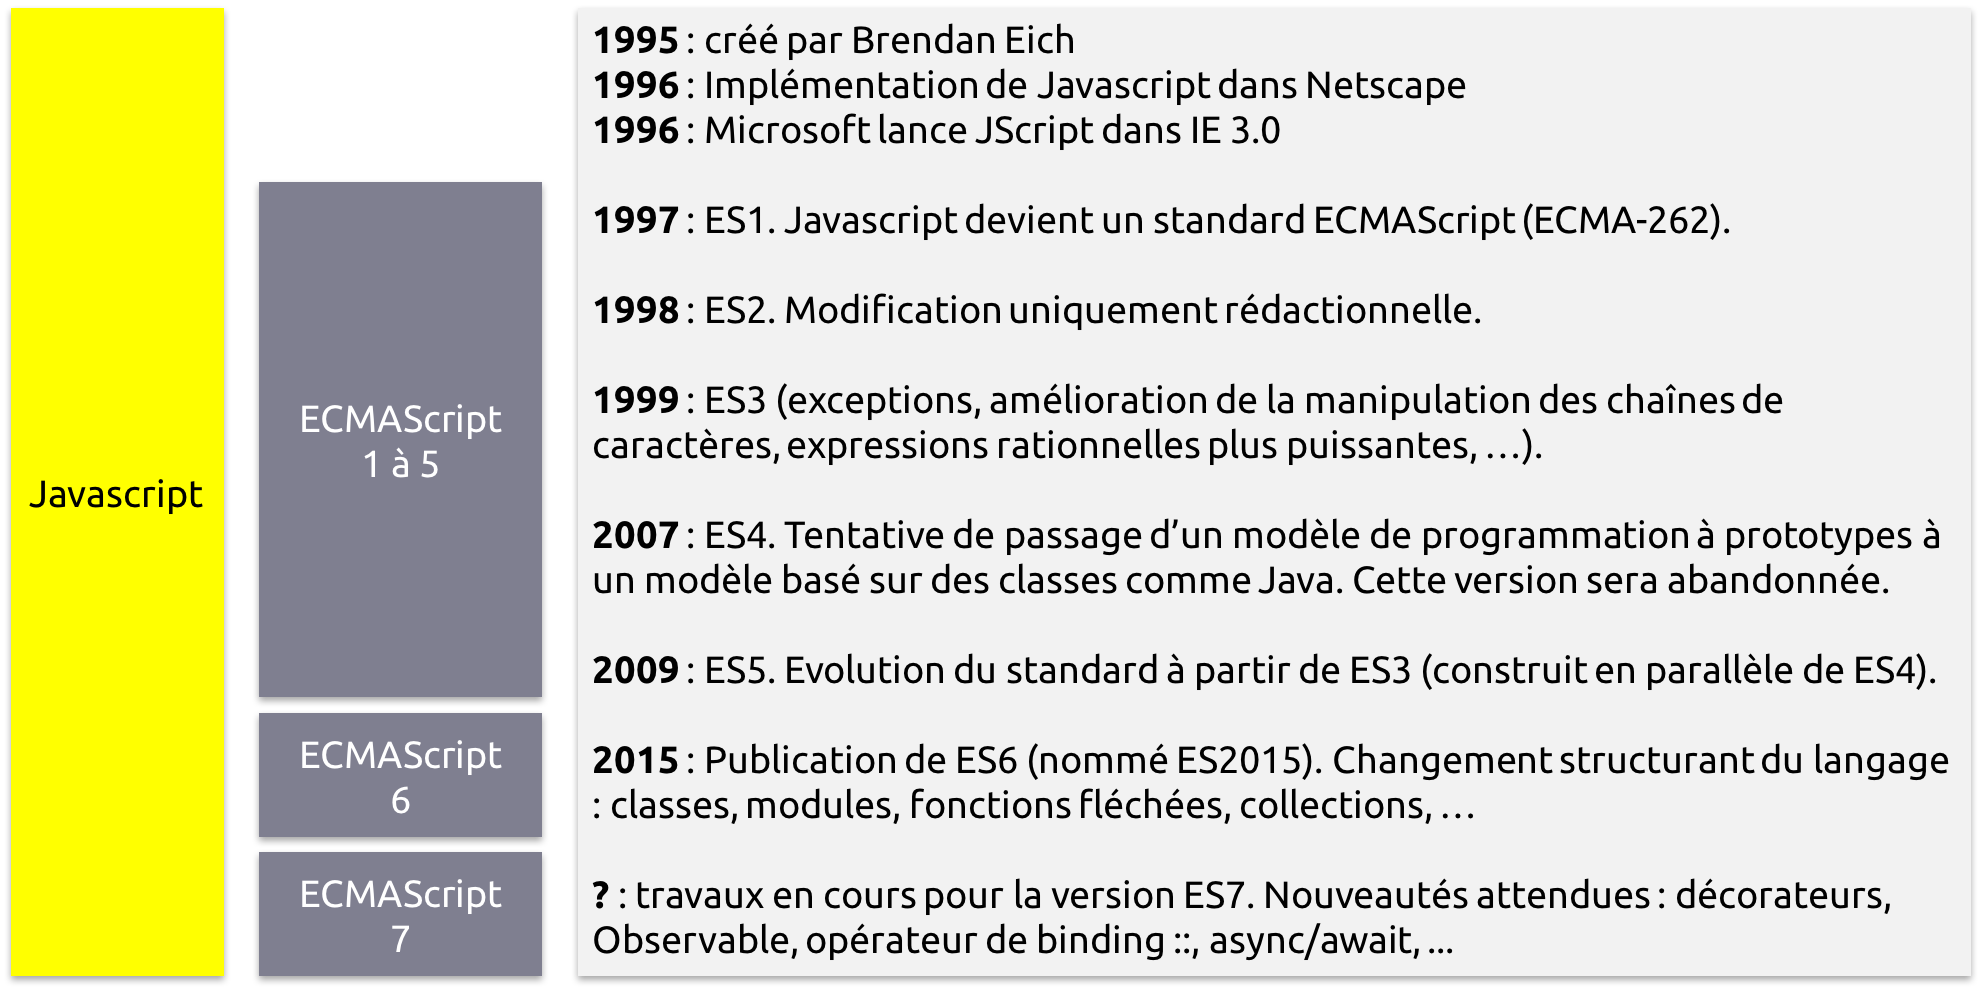 Javascript
ECMAScript
1 à 5
ECMAScript
6
ECMAScript
7
1995 : créé par Brendan Eich
1996 : Implémentation de Javascript dans Netscape
1996 : Microsoft lance JScript dans IE 3.0
1997 : ES1. Javascript devient un standard ECMAScript (ECMA-262).
1998 : ES2. Modification uniquement rédactionnelle.
1999 : ES3 (exceptions, amélioration de la manipulation des chaînes de
caractères, expressions rationnelles plus puissantes, …).
2007 : ES4. Tentative de passage d’un modèle de programmation à prototypes à
un modèle basé sur des classes comme Java. Cette version sera abandonnée.
2009 : ES5. Evolution du standard à partir de ES3 (construit en parallèle de ES4).
2015 : Publication de ES6 (nommé ES2015). Changement structurant du langage
: classes, modules, fonctions fléchées, collections, …
? : travaux en cours pour la version ES7. Nouveautés attendues : décorateurs,
Observable, opérateur de binding ::, async/await, ...